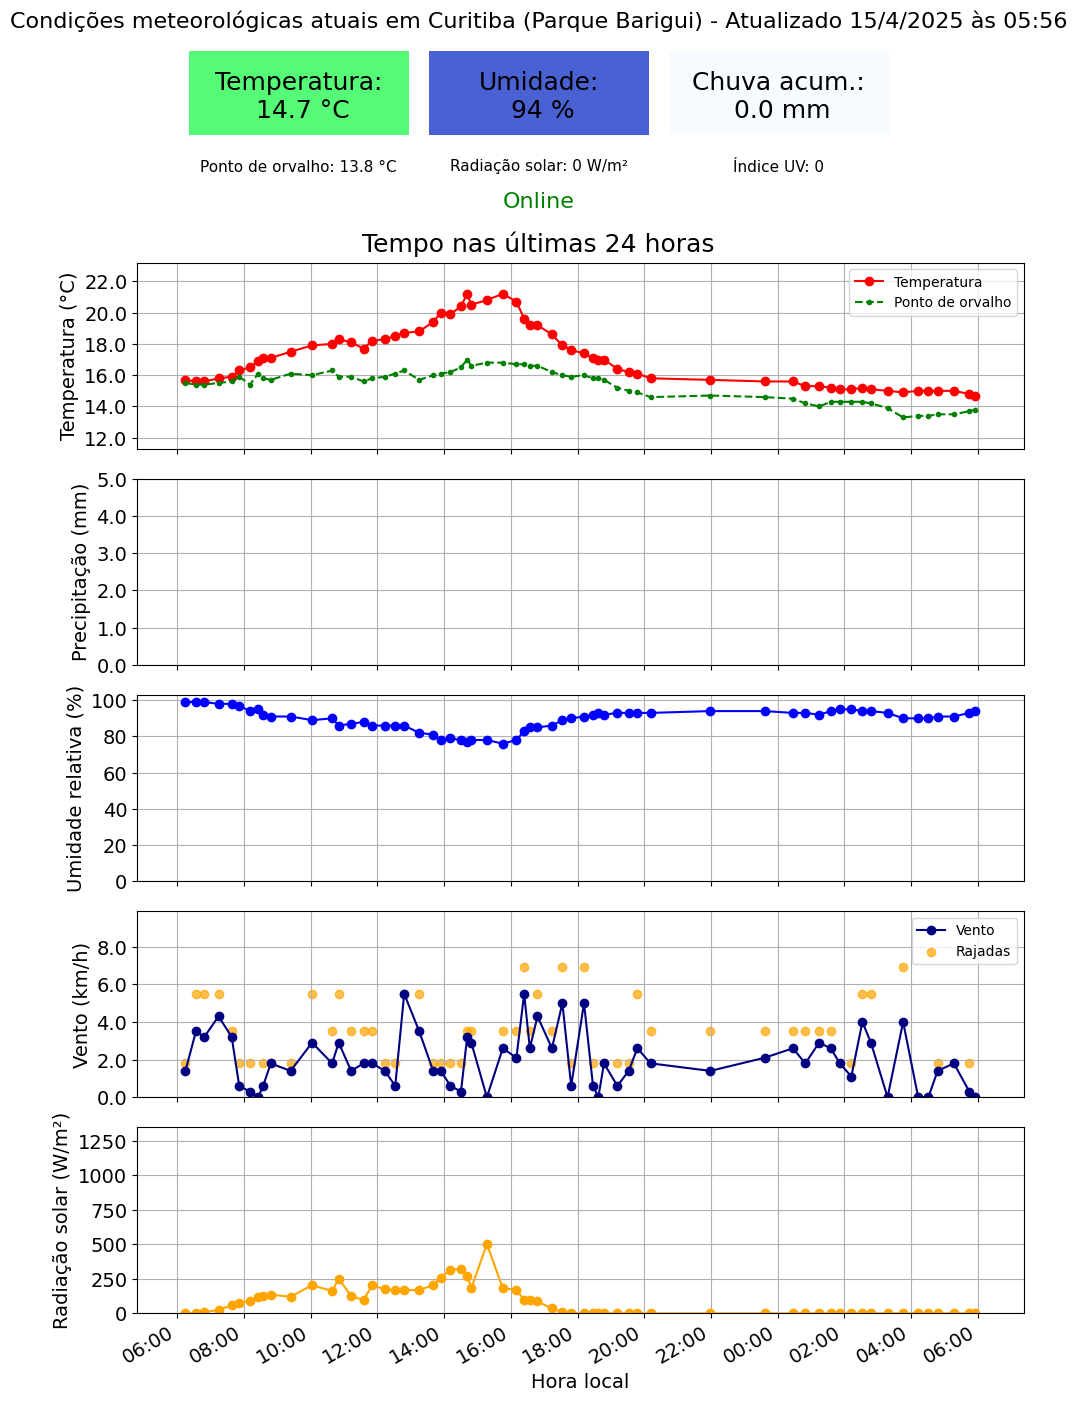 Condições meteorológicas atuais em Curitiba (Parque Barigui) - Atualizado 15/4/2025 às 05:56
Temperatura:
14.7 °C
Umidade:
94 %
Chuva acum.:
0.0 mm
Ponto de orvalho: 13.8 °C
Radiação solar: 0 W/m²
Índice UV: 0
Online
Tempo nas últimas 24 horas
Temperatura (°C)
22.0
20.0
18.0
16.0
14.0
12.0
Temperatura
Ponto de orvalho
Precipitação (mm)
5.0
4.0
3.0
2.0
1.0
0.0
Umidade relativa (%)
100
80
60
40
20
0
Vento (km/h)
8.0
6.0
4.0
2.0
0.0
Vento
Rajadas
Radiação solar (W/m²)
1250
1000
750
500
250
0
06:00
08:00
10:00
12:00
14:00
16:00
18:00
20:00
22:00
00:00
02:00
04:00
06:00
Hora local